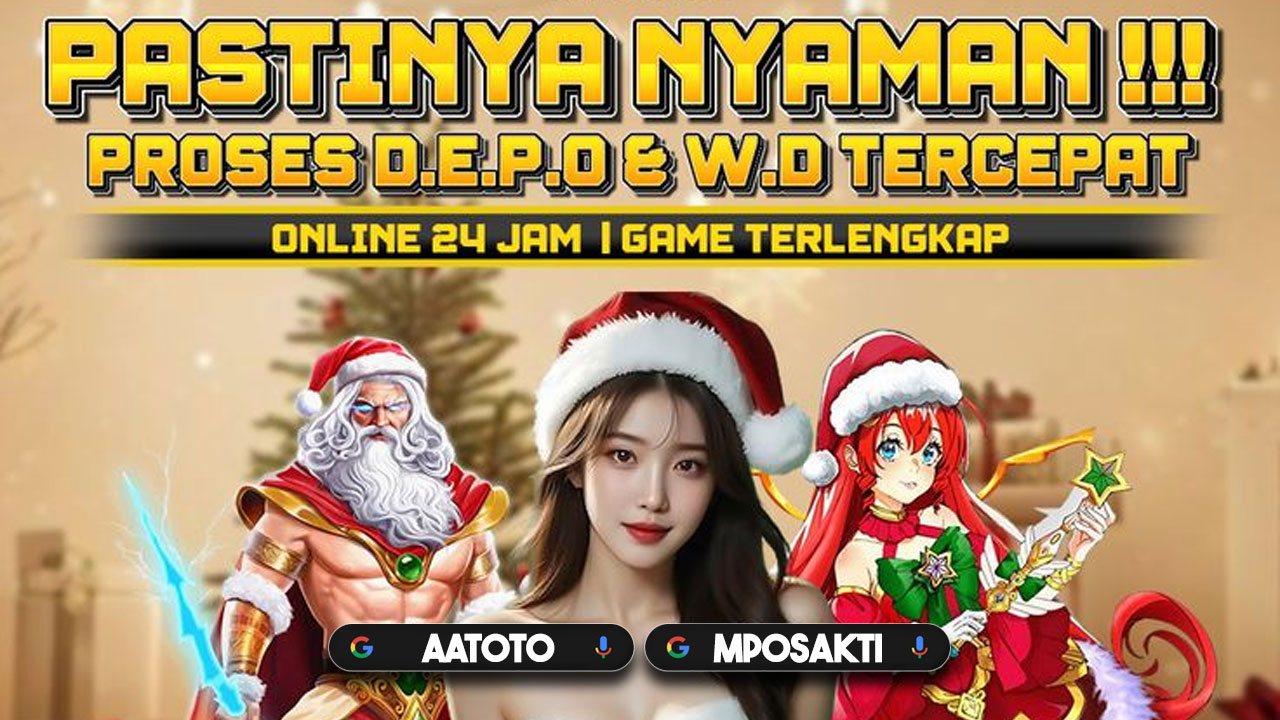 PASTINYA NYAMAN !!!
PROSES D.E.P.O & W.D TERCEPAT
ONLINE 24 JAM | GAME TERLENGKAP
AATOTO
MPOSAKTI